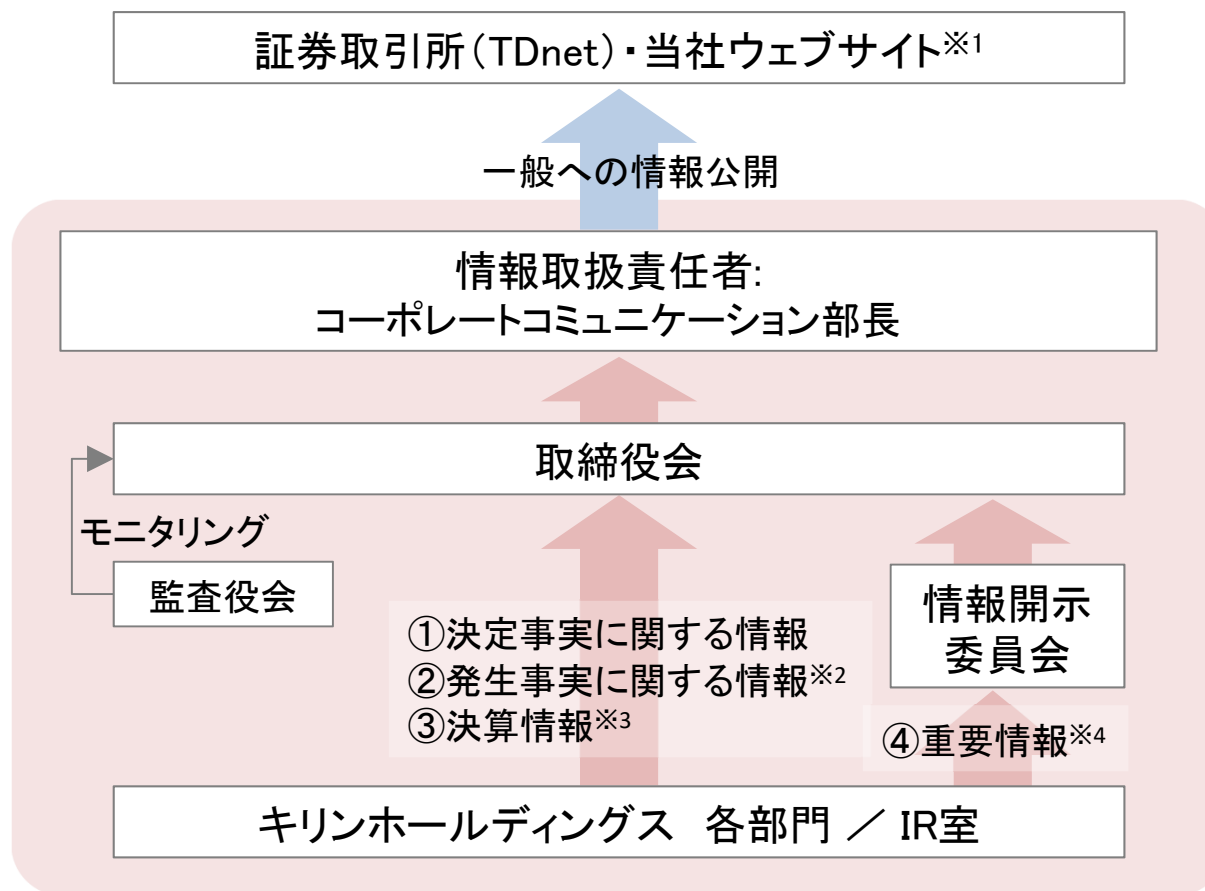 証券取引所(TDnet)・当社ウェブサイト※1
一般への情報公開
情報取扱責任者:
コーポレートコミュニケーション部長
取締役会
モニタリング
監査役会
情報開示
委員会
①決定事実に関する情報
②発生事実に関する情報※2
③決算情報※3
④重要情報※4
キリンホールディングス 各部門 ／ IR室